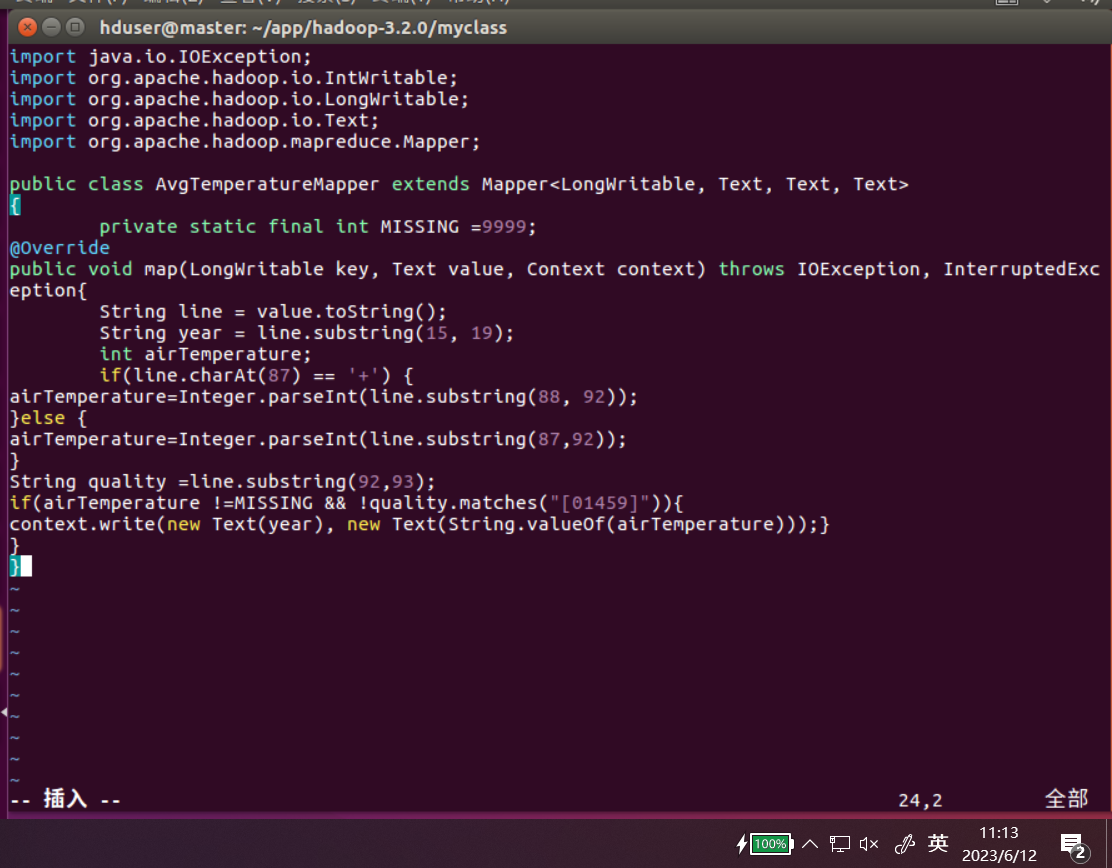 hduser@master: ~/app/hadoop-3.2.0/myclass
import java.io.IOException;
import org.apache.hadoop.io.IntWritable;
import org.apache.hadoop.io.LongWritable;
import org.apache.hadoop.io.Text;
import org.apache.hadoop.mapreduce.Mapper;
public class AvgTemperatureMapper extends Mapper<LongWritable, Text, Text, Text>
{
        private static final int MISSING =9999;
@Override
public void map(LongWritable key, Text value, Context context) throws IOException, InterruptedExc
eption{
        String line = value.toString();
        String year = line.substring(15, 19);
        int airTemperature;
        if(line.charAt(87) == '+') {
airTemperature=Integer.parseInt(line.substring(88, 92));
}else {
airTemperature=Integer.parseInt(line.substring(87,92));
}
String quality =line.substring(92,93);
if(airTemperature !=MISSING && !quality.matches("[01459]")){
context.write(new Text(year), new Text(String.valueOf(airTemperature)));}
}
}
~
~
~
~
~
~
~
~
~
~
-- 插入 -- 24,2 全部
100% 英 11:13
2023/6/12 2